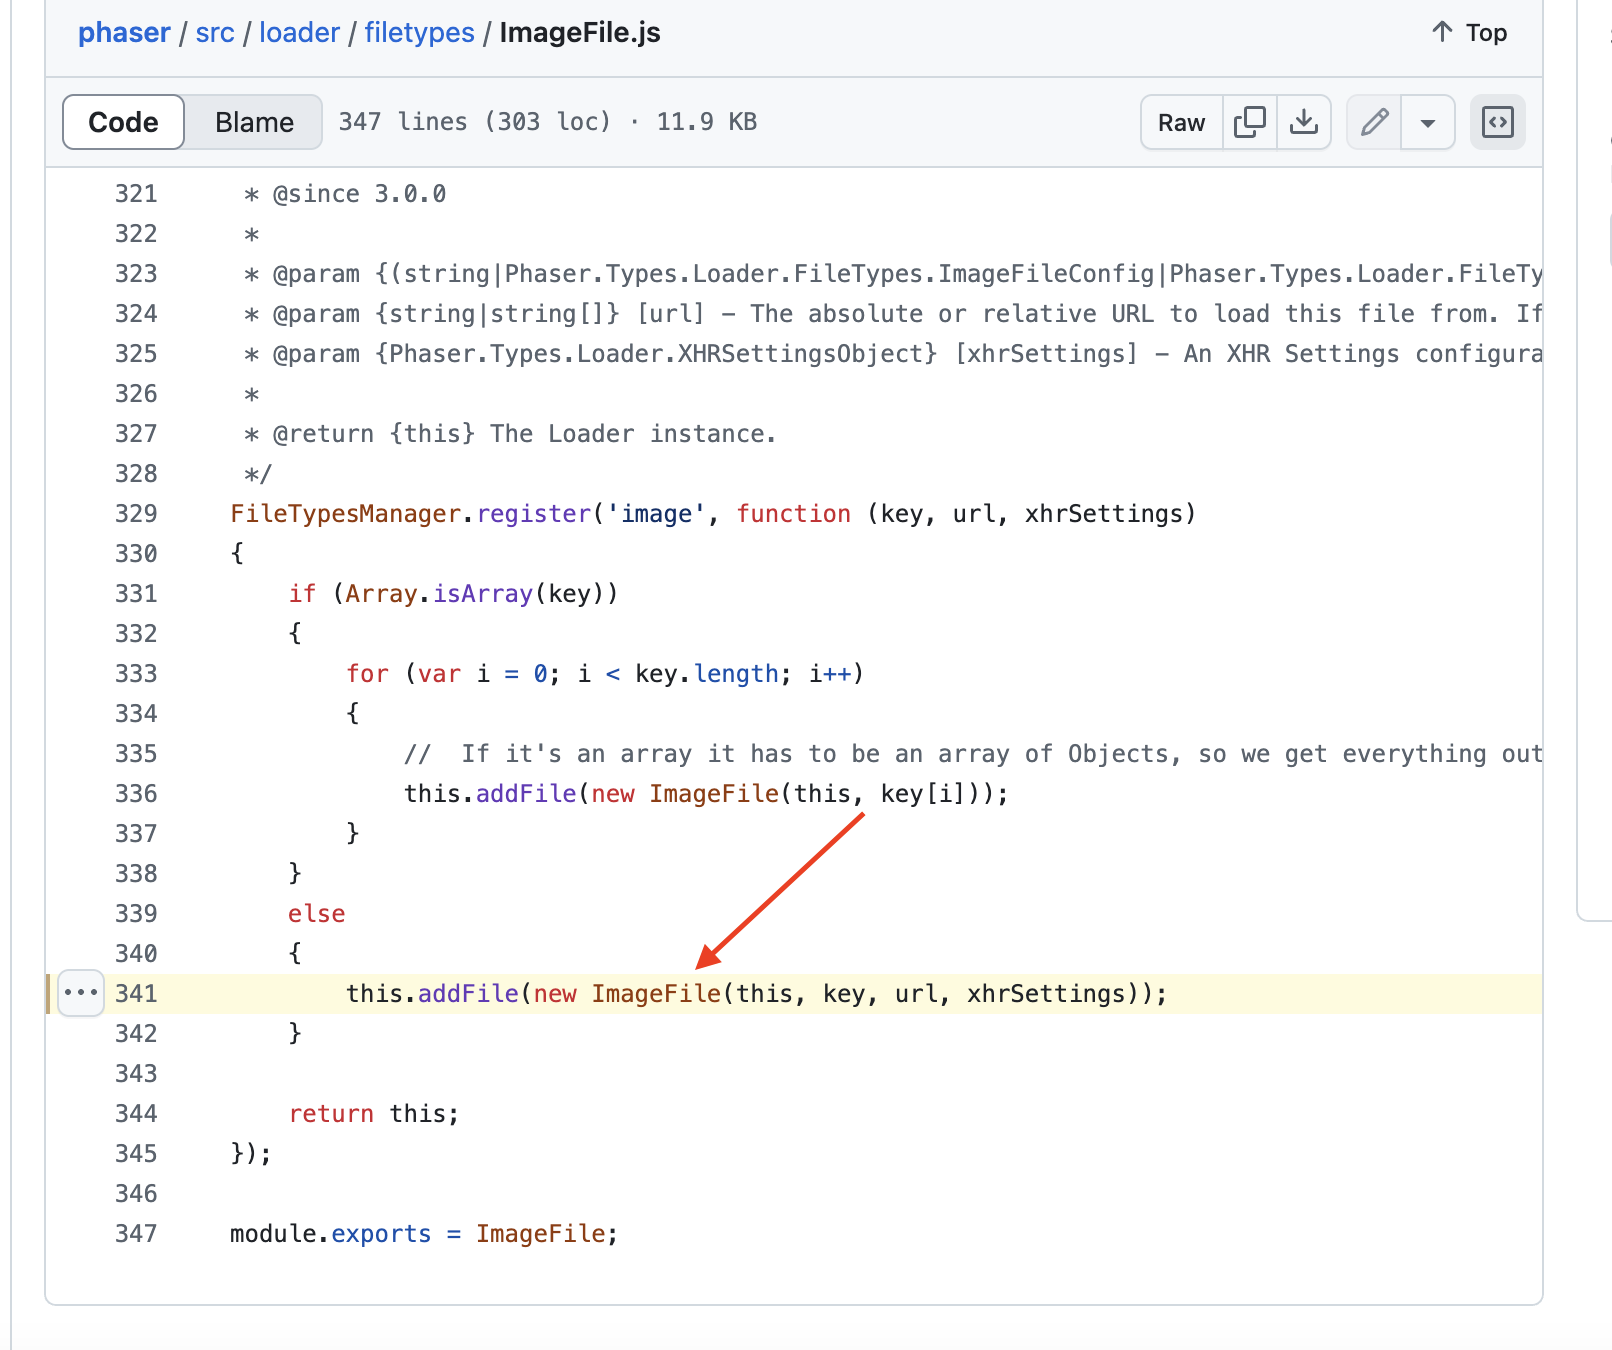 phaser / src / loader / filetypes / ImageFile.js
Top
Code Blame 347 lines (303 loc) · 11.9 KB
Raw
321 * @since 3.0.0
322 *
323 * @param {(string|Phaser.Types.Loader.FileTypes.ImageFileConfig|Phaser.Types.Loader.FileTy
324 * @param {string|string[]} [url] - The absolute or relative URL to load this file from. If
325 * @param {Phaser.Types.Loader.XHRSettingsObject} [xhrSettings] - An XHR Settings configura
326 *
327 * @return {this} The Loader instance.
328 */
329 FileTypesManager.register('image', function (key, url, xhrSettings)
330 {
331 if (Array.isArray(key))
332 {
333 for (var i = 0; i < key.length; i++)
334 {
335 // If it's an array it has to be an array of Objects, so we get everything out
336 this.addFile(new ImageFile(this, key[i]));
337 }
338 }
339 else
340 {
341 this.addFile(new ImageFile(this, key, url, xhrSettings));
342 }
343
344 return this;
345 });
346
347 module.exports = ImageFile;